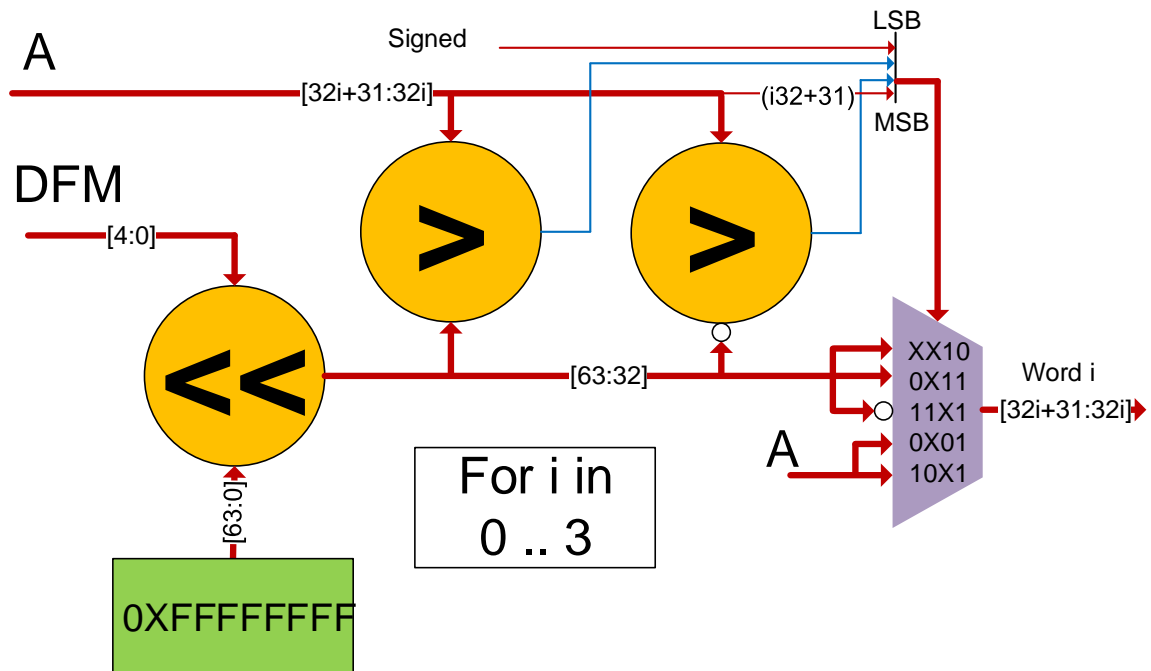 LSB
Signed
A
[32i+31:32i]
(i32+31)
MSB
DFM
[4:0]
>
>
<<
[63:32]
XX10
0X11
11X1
0X01
10X1
Word i
[32i+31:32i]
A
[63:0]
For i in
0 .. 3
0XFFFFFFFF